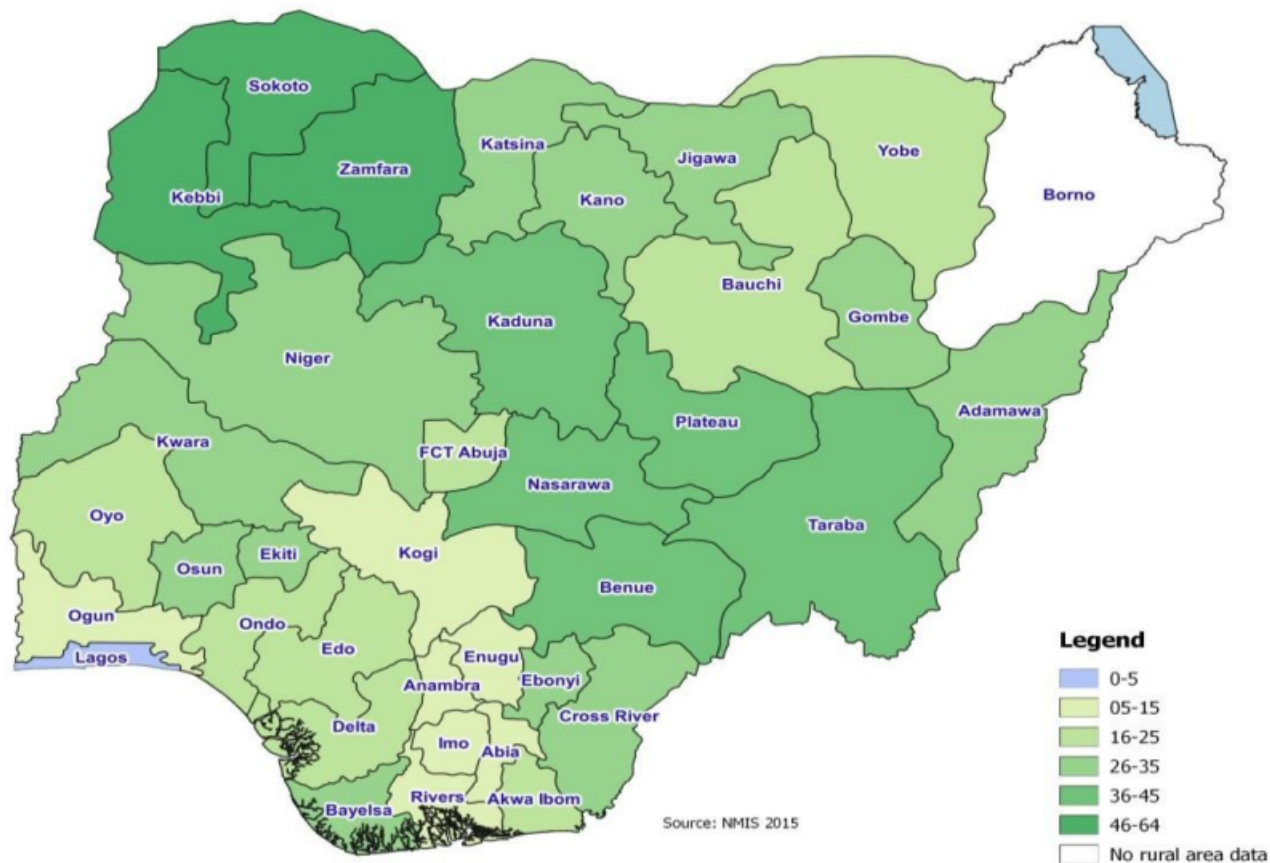 Sokoto
Katsina
Zamfara
Jigawa
Yobe
Kebbi
Kano
Borno
Bauchi
Gombe
Kaduna
Niger
Adamawa
Plateau
Kwara
FCT Abuja
Nasarawa
Oyo
Taraba
Kogi
Ekiti
Osun
Benue
Ogun
Ondo
Edo
Lagos
Enugu
Anambra
Ebonyi
Cross River
Delta
Imo
Abia
Rivers
Akwa Ibom
Bayelsa
Source: NMIS 2015
Legend
0-5
05-15
16-25
26-35
36-45
46-64
No rural area data